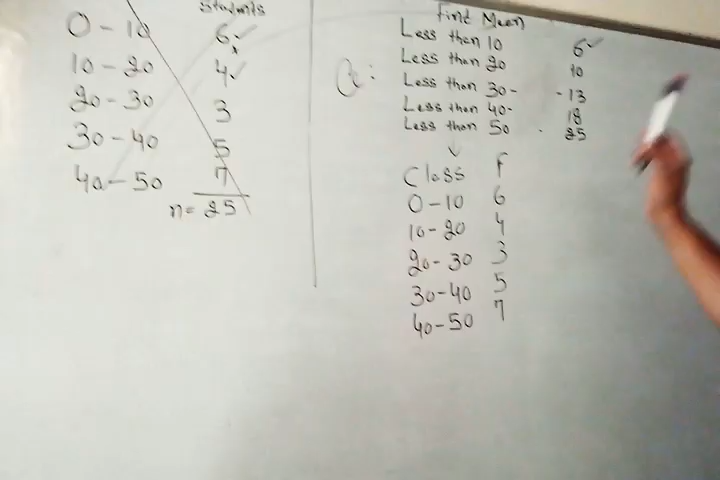 Students
0 - 10 6
10 - 20 4
20 - 30 3
30 - 40 5
40 - 50 7
n = 25
Find Mean
Q:
Less then 10 6
Less then 20 10
Less than 30 - - 13
Less then 40 - 18
Less than 50 - 25
Class F
0 - 10 6
10 - 20 4
20 - 30 3
30 - 40 5
40 - 50 7